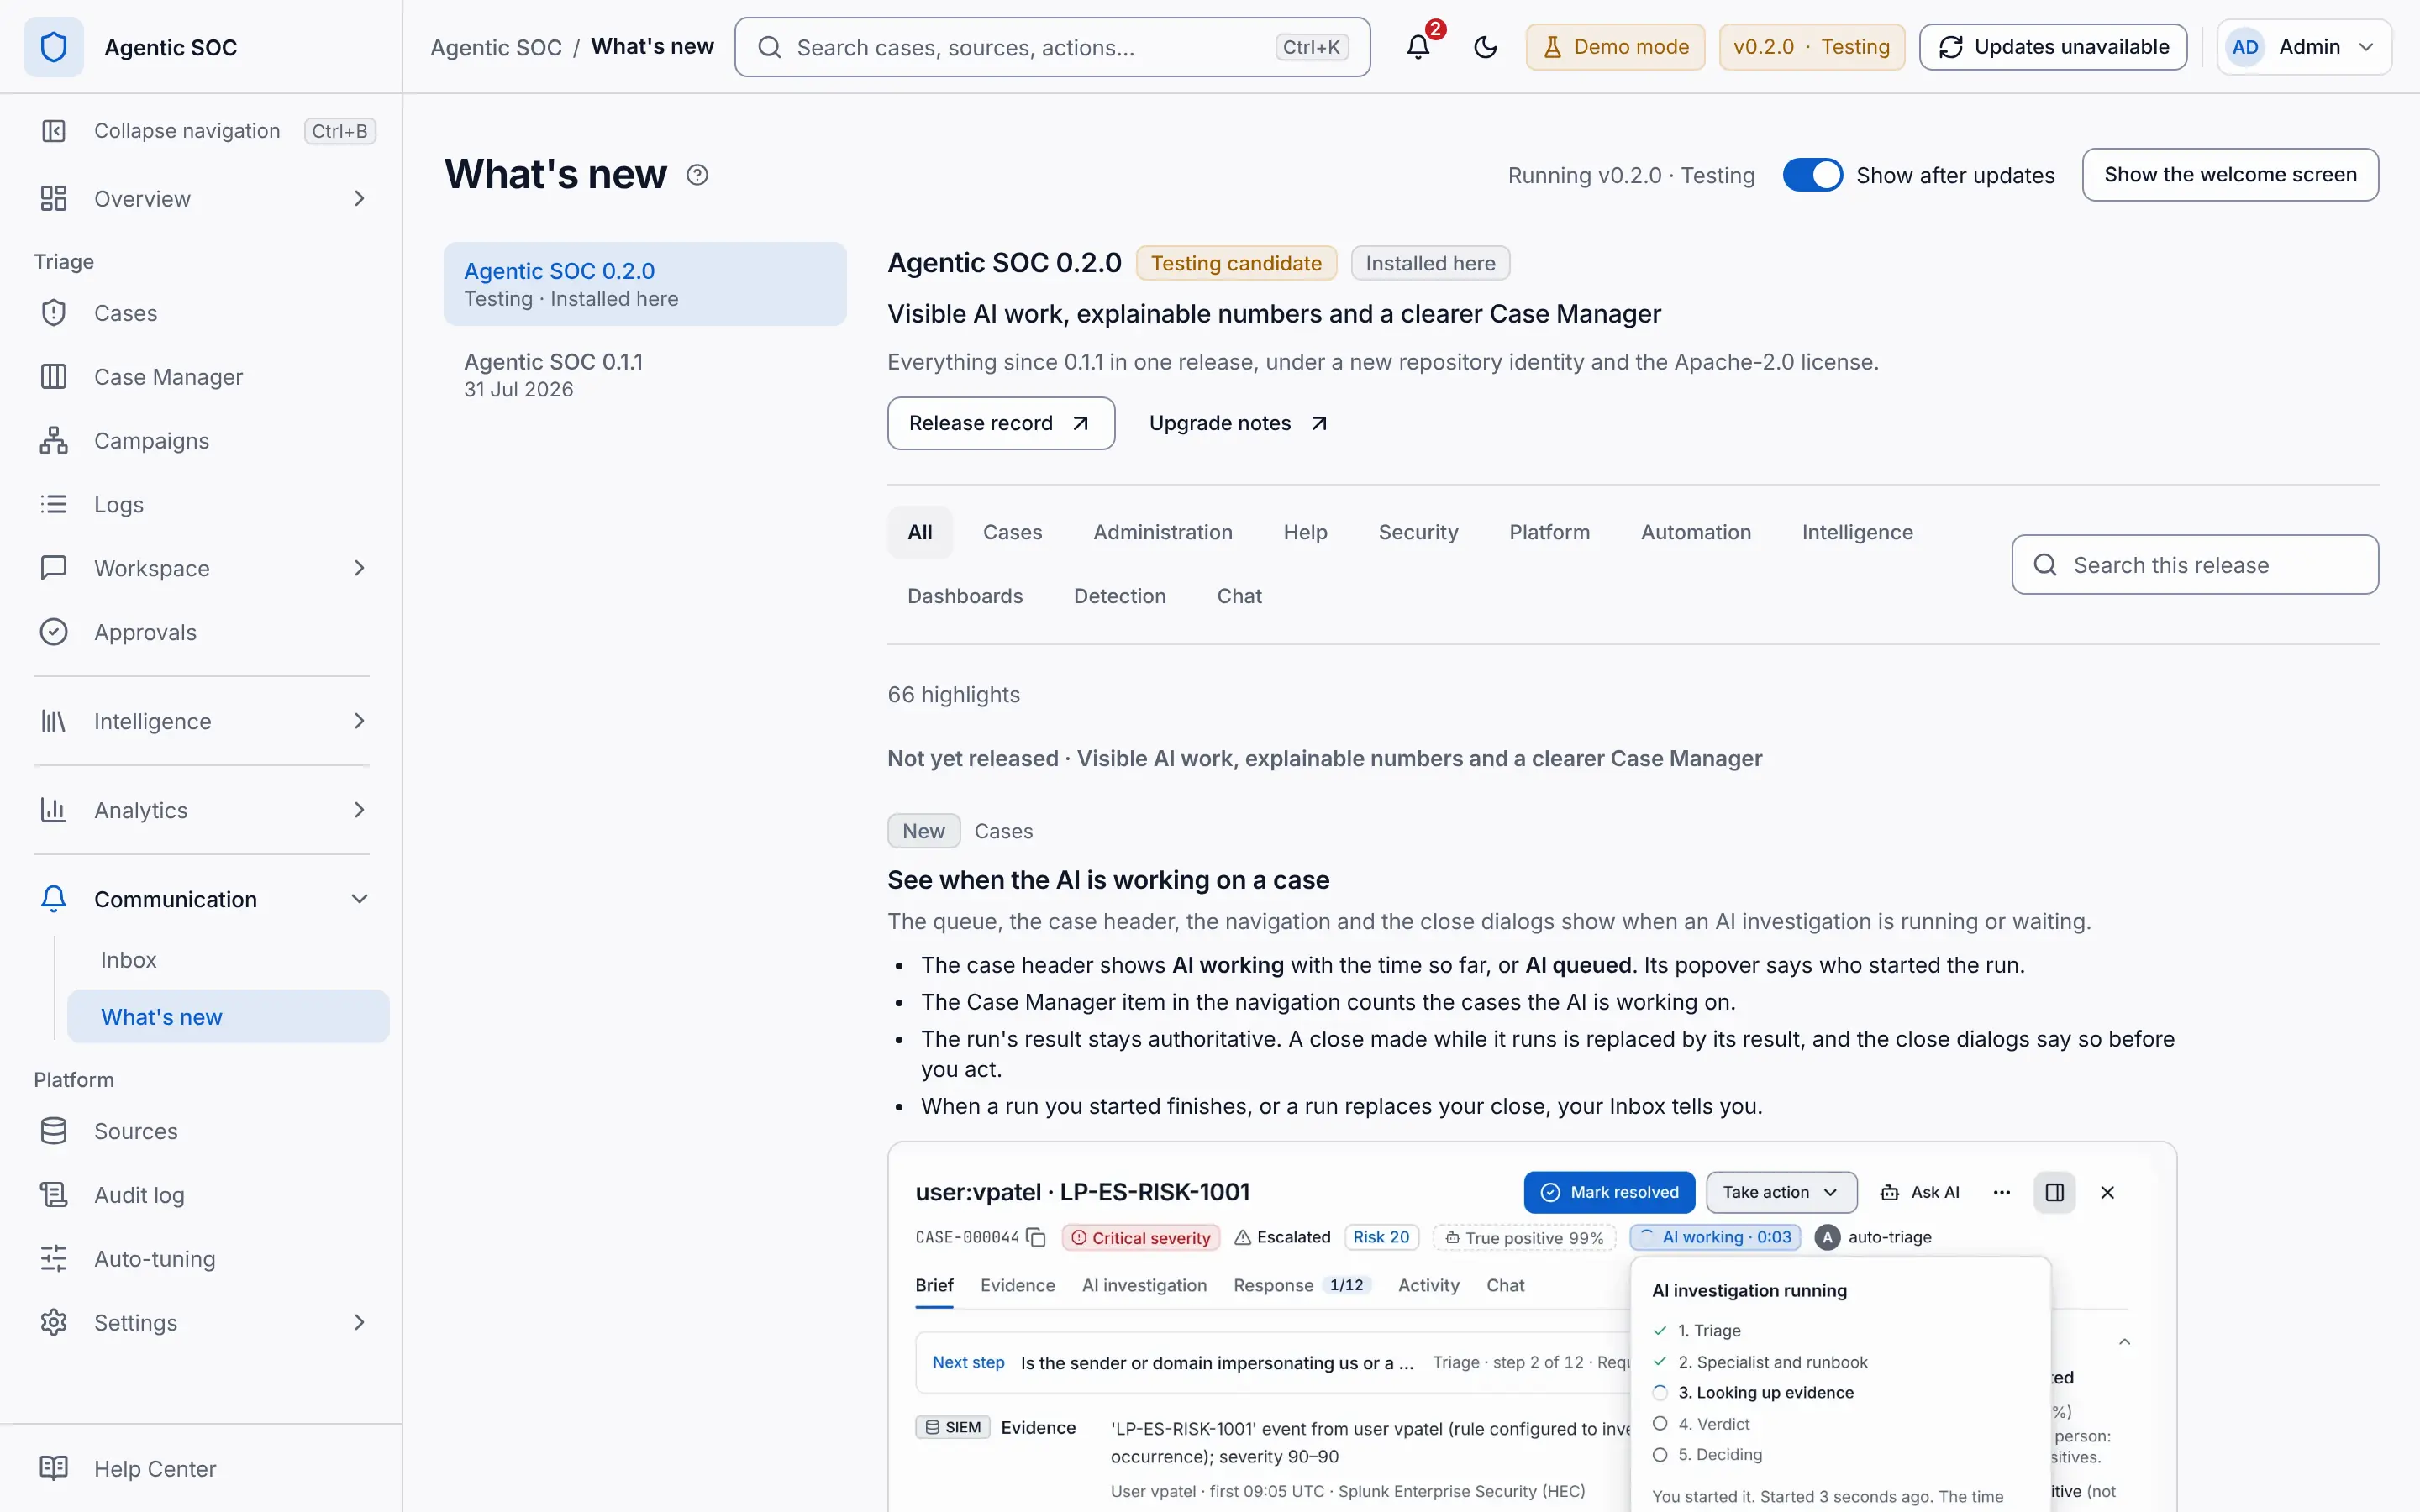 Agentic SOC
Agentic SOC / What's new
Search cases, sources, actions...
Ctrl+K
2
Demo mode
v0.2.0 · Testing
Updates unavailable
AD
Admin
Collapse navigation
Ctrl+B
Overview
Triage
Cases
Case Manager
Campaigns
Logs
Workspace
Approvals
Intelligence
Analytics
Communication
Inbox
What's new
Platform
Sources
Audit log
Auto-tuning
Settings
Help Center
What's new
Running v0.2.0 · Testing
Show after updates
Show the welcome screen
Agentic SOC 0.2.0
Testing · Installed here
Agentic SOC 0.1.1
31 Jul 2026
Agentic SOC 0.2.0
Testing candidate
Installed here
Visible AI work, explainable numbers and a clearer Case Manager
Everything since 0.1.1 in one release, under a new repository identity and the Apache-2.0 license.
Release record
Upgrade notes
All
Cases
Administration
Help
Security
Platform
Automation
Intelligence
Dashboards
Detection
Chat
Search this release
66 highlights
Not yet released · Visible AI work, explainable numbers and a clearer Case Manager
New
Cases
See when the AI is working on a case
The queue, the case header, the navigation and the close dialogs show when an AI investigation is running or waiting.
• The case header shows AI working with the time so far, or AI queued. Its popover says who started the run.
• The Case Manager item in the navigation counts the cases the AI is working on.
• The run's result stays authoritative. A close made while it runs is replaced by its result, and the close dialogs say so before
you act.
• When a run you started finishes, or a run replaces your close, your Inbox tells you.
user:vpatel · LP-ES-RISK-1001
Mark resolved
Take action
Ask AI
CASE-000044
Critical severity
Escalated
Risk 20
True positive 99%
AI working · 0:03
A
auto-triage
Brief
Evidence
AI investigation
Response
1/12
Activity
Chat
AI investigation running
1. Triage
2. Specialist and runbook
3. Looking up evidence
4. Verdict
5. Deciding
You started it. Started 3 seconds ago. The time
Next step
Is the sender or domain impersonating us or a ...
Triage · step 2 of 12 ·
SIEM
Evidence
'LP-ES-RISK-1001' event from user vpatel (rule configured to
occurrence); severity 90–90
User vpatel · first 09:05 UTC · Splunk Enterprise Security (HEC)
%)
person:
(not